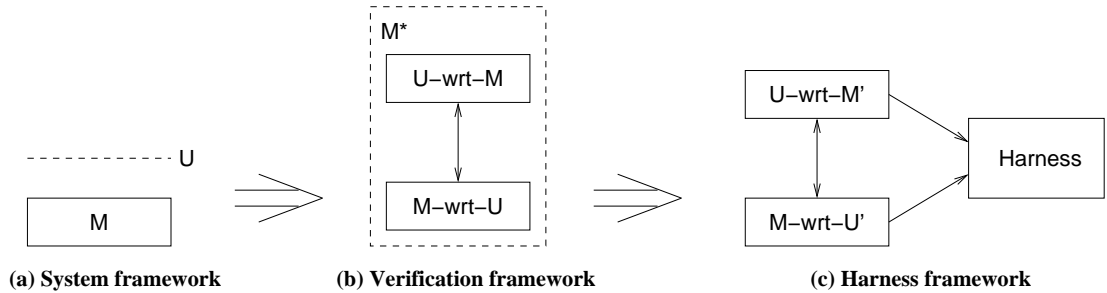 M*
U–wrt–M
U–wrt–M'
U
Harness
M
M–wrt–U
M–wrt–U'
(a) System framework
(b) Verification framework
(c) Harness framework